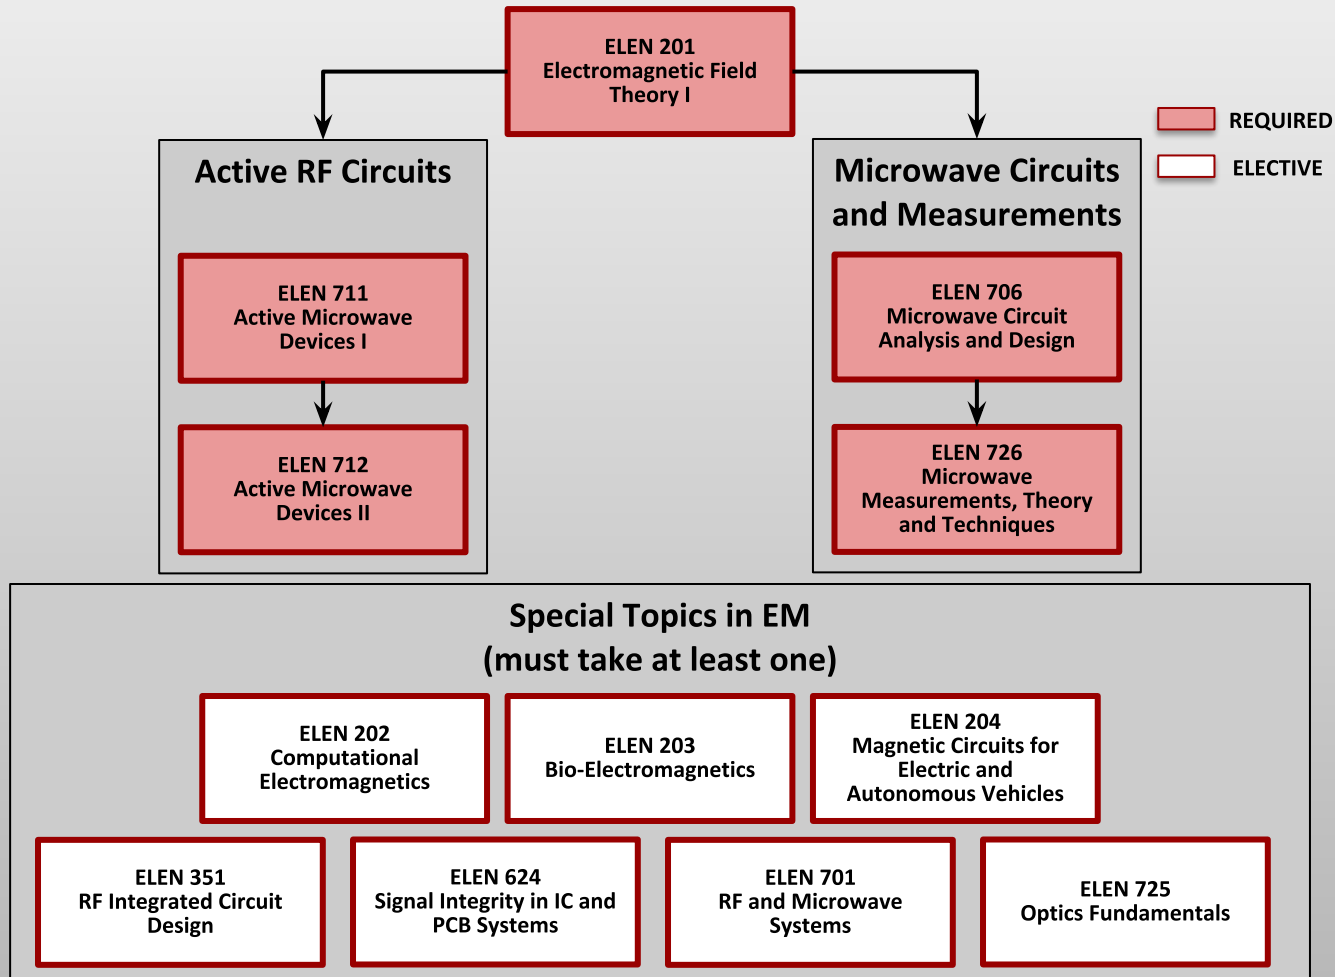 ELEN 201
Electromagnetic Field
Theory I
REQUIRED
ELECTIVE
Active RF Circuits
ELEN 711
Active Microwave
Devices I
ELEN 712
Active Microwave
Devices II
Microwave Circuits
and Measurements
ELEN 706
Microwave Circuit
Analysis and Design
ELEN 726
Microwave
Measurements, Theory
and Techniques
Special Topics in EM
(must take at least one)
ELEN 202
Computational
Electromagnetics
ELEN 203
Bio-Electromagnetics
ELEN 204
Magnetic Circuits for
Electric and
Autonomous Vehicles
ELEN 351
RF Integrated Circuit
Design
ELEN 624
Signal Integrity in IC and
PCB Systems
ELEN 701
RF and Microwave
Systems
ELEN 725
Optics Fundamentals